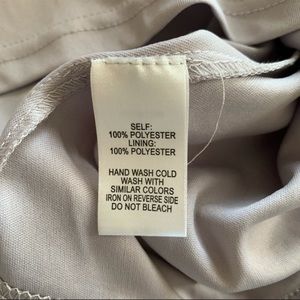 SELF:
100% POLYESTER
LINING:
100% POLYESTER
HAND WASH COLD
WASH WITH
SIMILAR COLORS
IRON ON REVERSE SIDE
DO NOT BLEACH